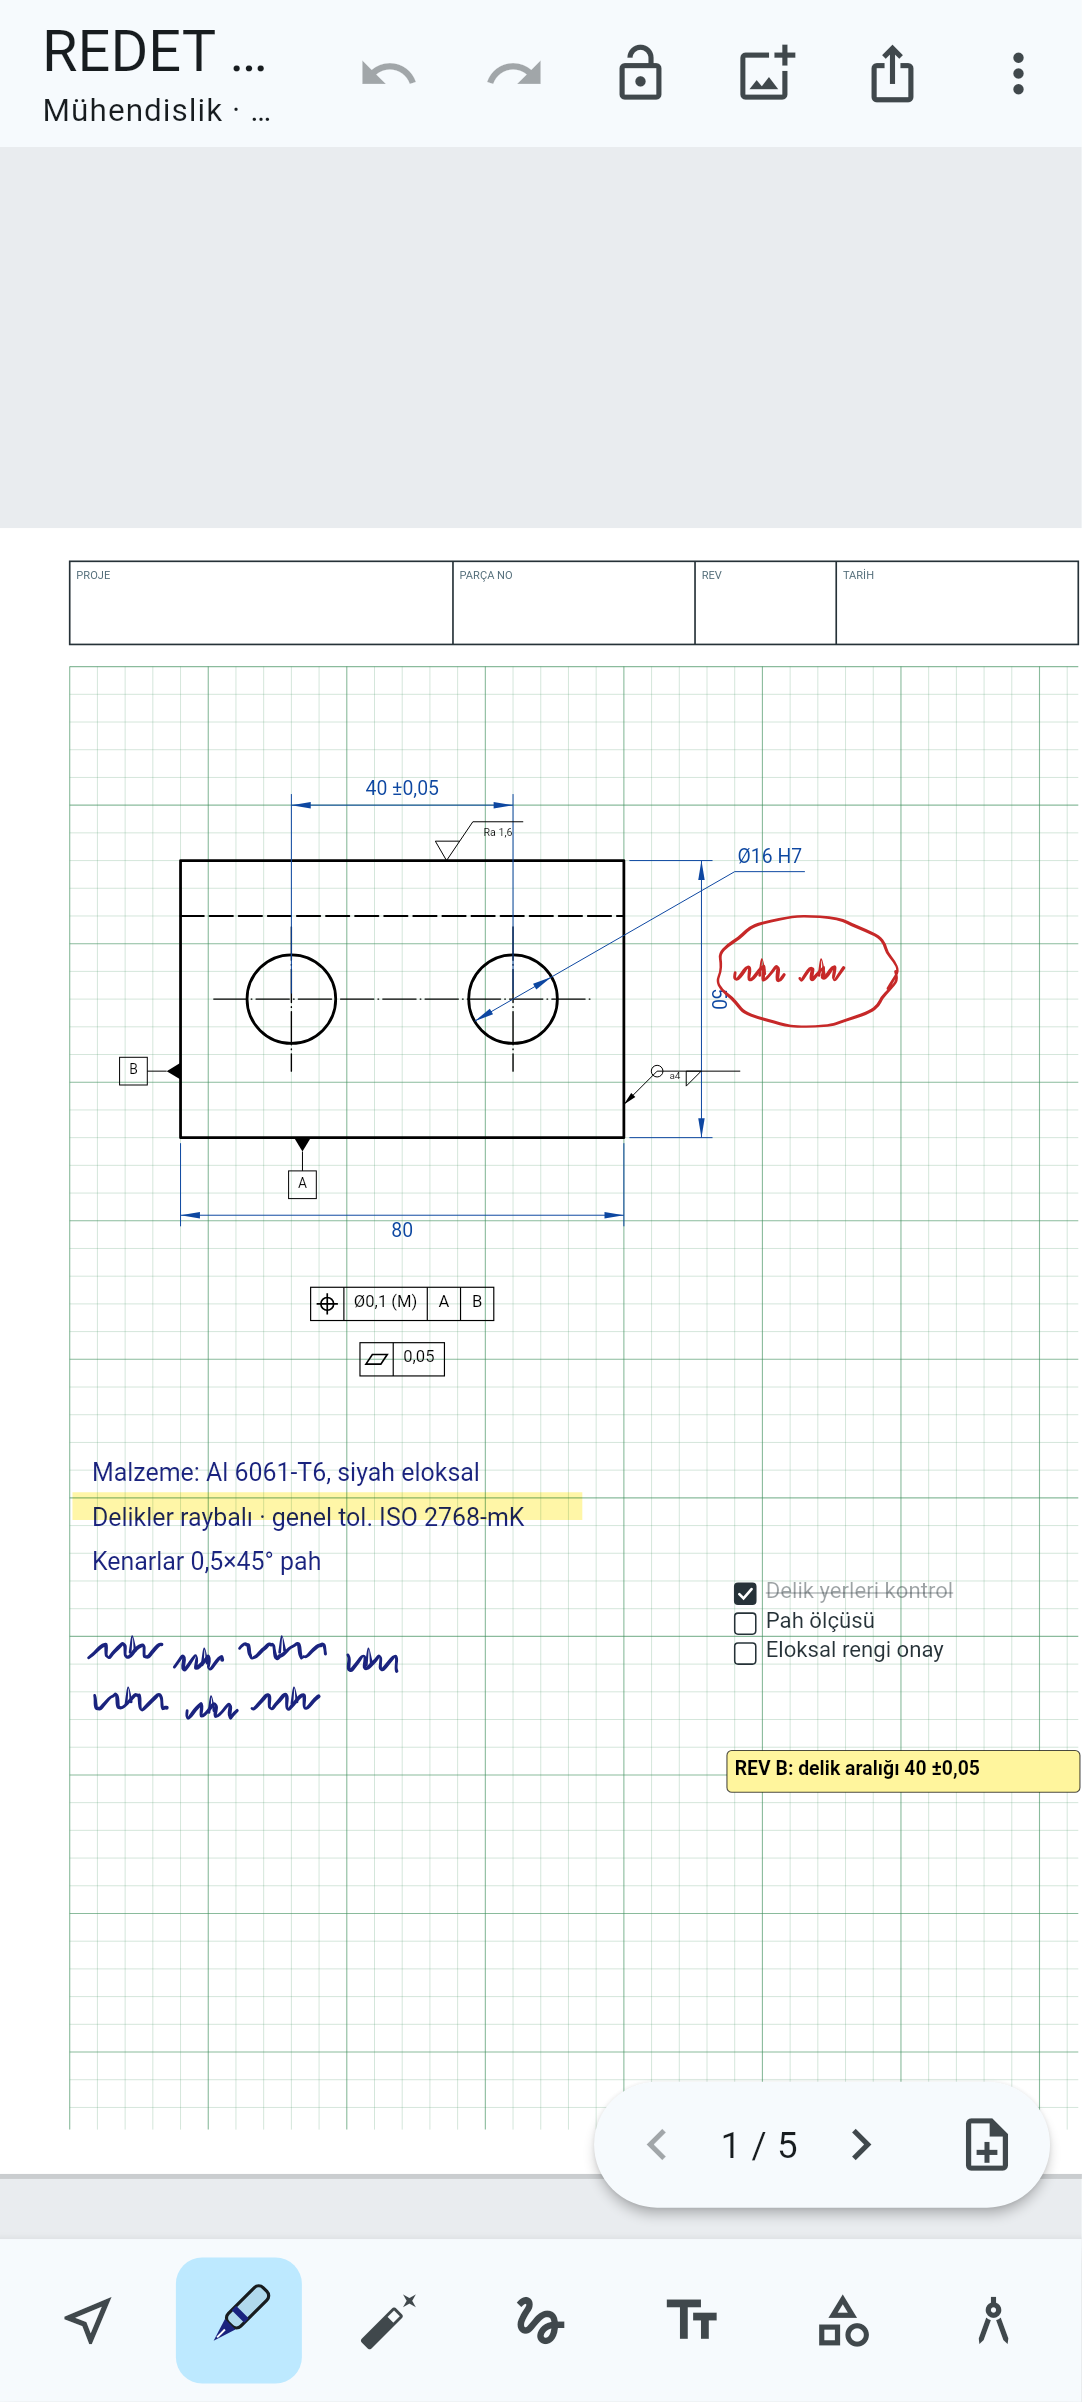 REDET ...
Mühendislik · ...
PROJE
PARÇA NO
REV
TARİH
40 ±0,05
Ra 1,6
Ø16 H7
50
B
a4
A
80
Ø0,1 (M) A B
0,05
Malzeme: Al 6061-T6, siyah eloksal
Delikler raybalı · genel tol. ISO 2768-mK
Kenarlar 0,5×45° pah
Delik yerleri kontrol
Pah ölçüsü
Eloksal rengi onay
REV B: delik aralığı 40 ±0,05
1 / 5